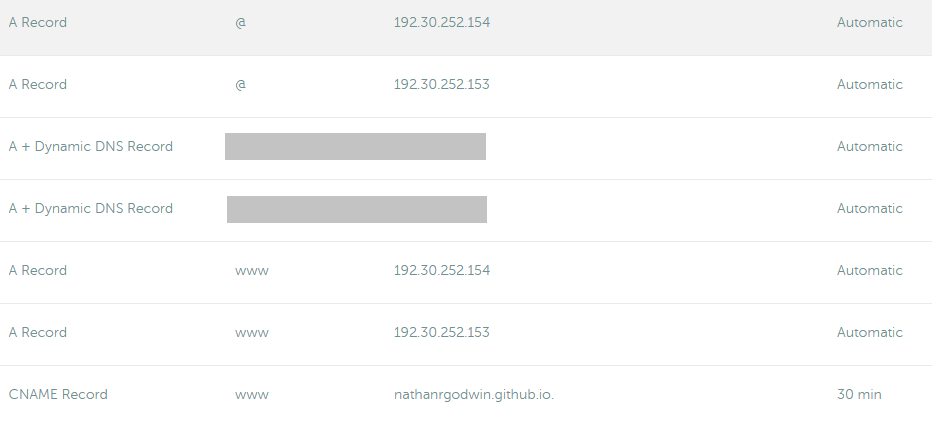 A Record @ 192.30.252.154 Automatic
A Record @ 192.30.252.153 Automatic
A + Dynamic DNS Record Automatic
A + Dynamic DNS Record Automatic
A Record www 192.30.252.154 Automatic
A Record www 192.30.252.153 Automatic
CNAME Record www nathanrgodwin.github.io. 30 min